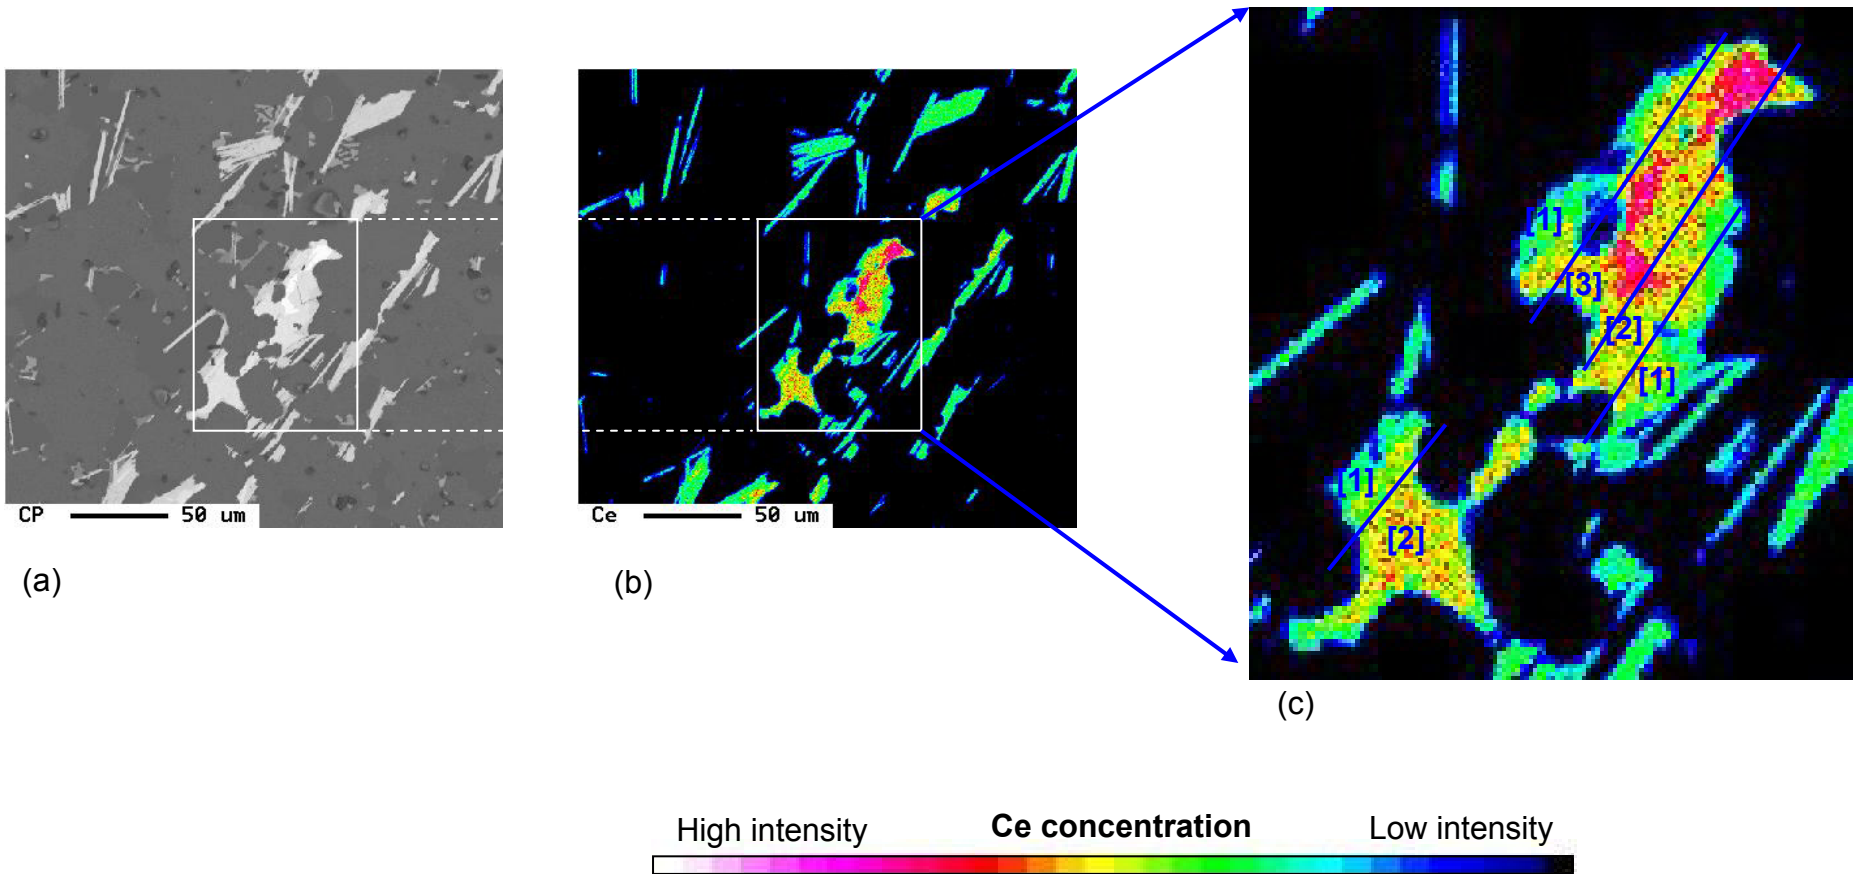 [1]
[3]
[2]
[1]
[1]
[2]
CP 50 um
Ce 50 um
(a)
(b)
(c)
High intensity Ce concentration Low intensity